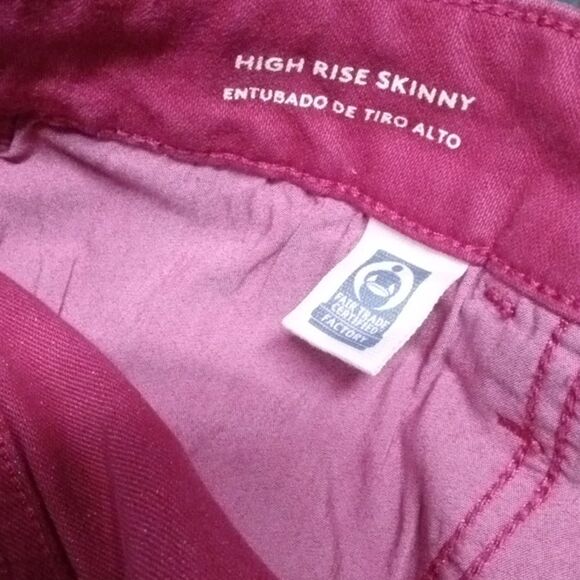 HIGH RISE SKINNY
ENTUBADO DE TIRO ALTO
FAIR TRADE
CERTIFIED
FACTORY